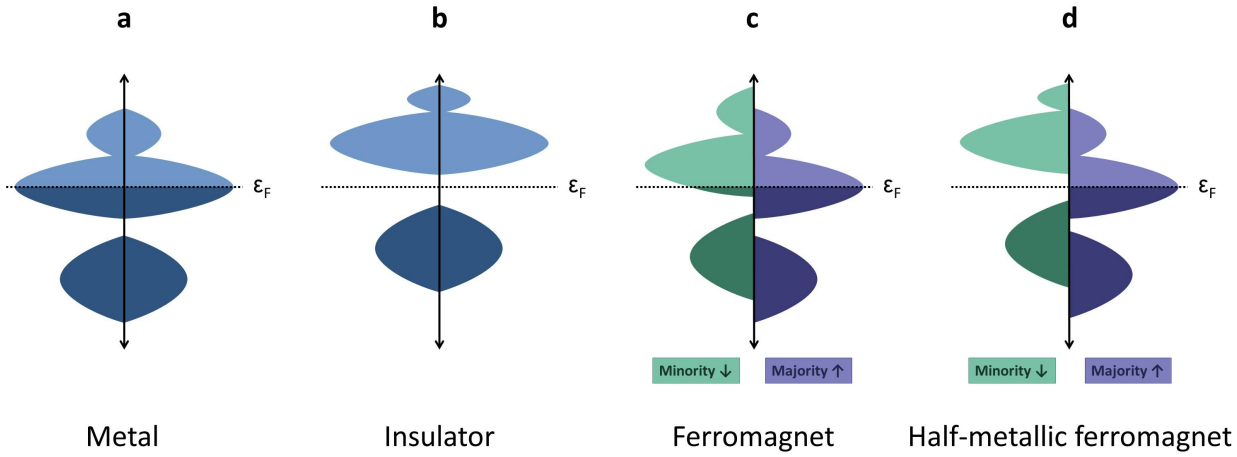 a
b
c
d
εF
εF
εF
εF
Minority ↓
Majority ↑
Minority ↓
Majority ↑
Metal
Insulator
Ferromagnet
Half-metallic ferromagnet